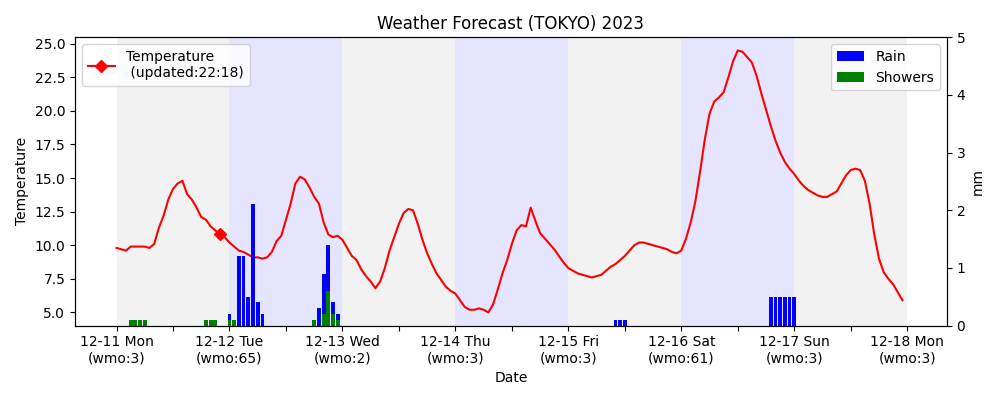 Weather Forecast (TOKYO) 2023
Temperature
(updated:22:18)
Rain
Showers
25.0
22.5
20.0
17.5
15.0
12.5
10.0
7.5
5.0
Temperature
5
4
3
2
1
0
mm
12-11 Mon
(wmo:3)
12-12 Tue
(wmo:65)
12-13 Wed
(wmo:2)
12-14 Thu
(wmo:3)
12-15 Fri
(wmo:3)
12-16 Sat
(wmo:61)
12-17 Sun
(wmo:3)
12-18 Mon
(wmo:3)
Date